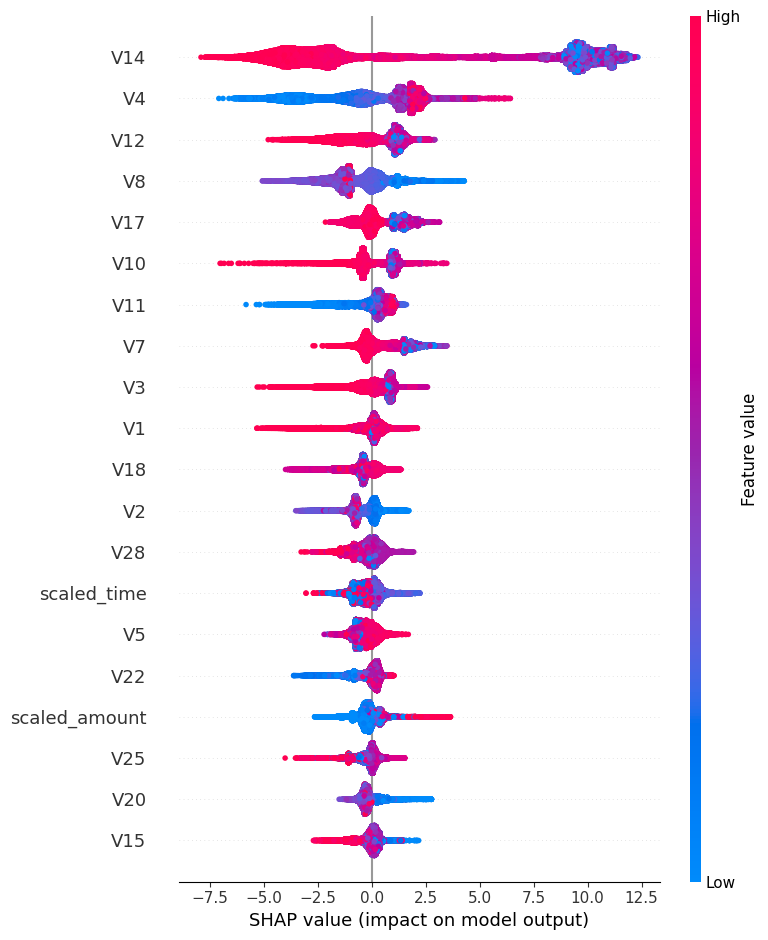 High
V14
V4
V12
V8
V17
V10
V11
V7
V3
V1
V18
V2
V28
scaled_time
V5
V22
scaled_amount
V25
V20
V15
Feature value
Low
−7.5 −5.0 −2.5 0.0 2.5 5.0 7.5 10.0 12.5
SHAP value (impact on model output)